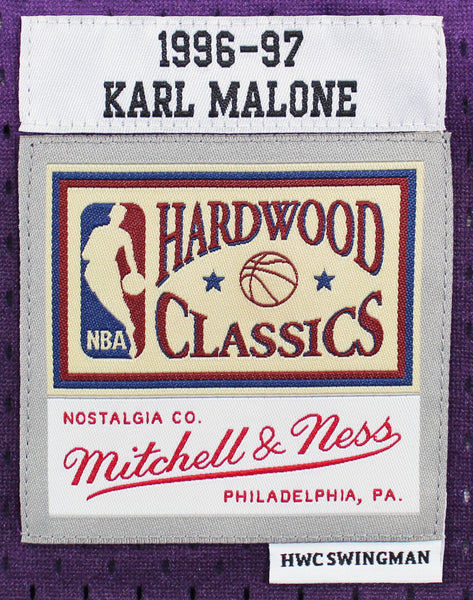 1996-97
KARL MALONE
HARDWOOD
CLASSICS
NBA
NOSTALGIA CO.
Mitchell & Ness
PHILADELPHIA, PA.
HWC SWINGMAN